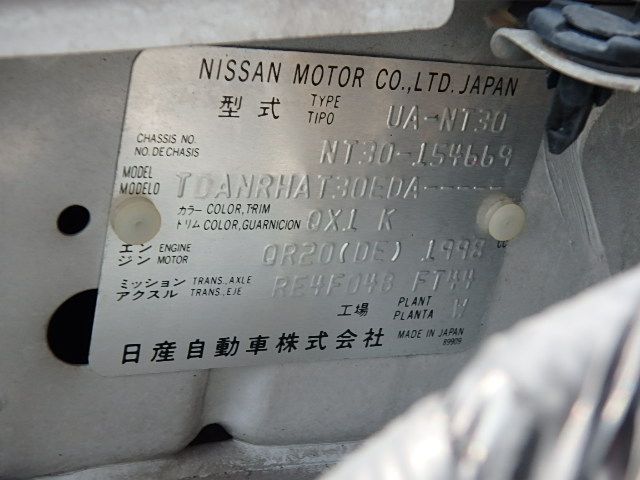 NISSAN MOTOR CO.,LTD. JAPAN
型式 TYPE TIPO UA-NT30
CHASSIS NO. NO. DE CHASIS NT30-154669
MODEL MODELO TDANRHAT30EDA-----
カラー COLOR,TRIM トリム COLOR,GUARNICION QX1 K
エンジン ENGINE MOTOR QR20(DE) 1998 cc
ミッション TRANS.,AXLE アクスル TRANS.,EJE RE4F04B FT44
工場 PLANT PLANTA W
日産自動車株式会社 MADE IN JAPAN